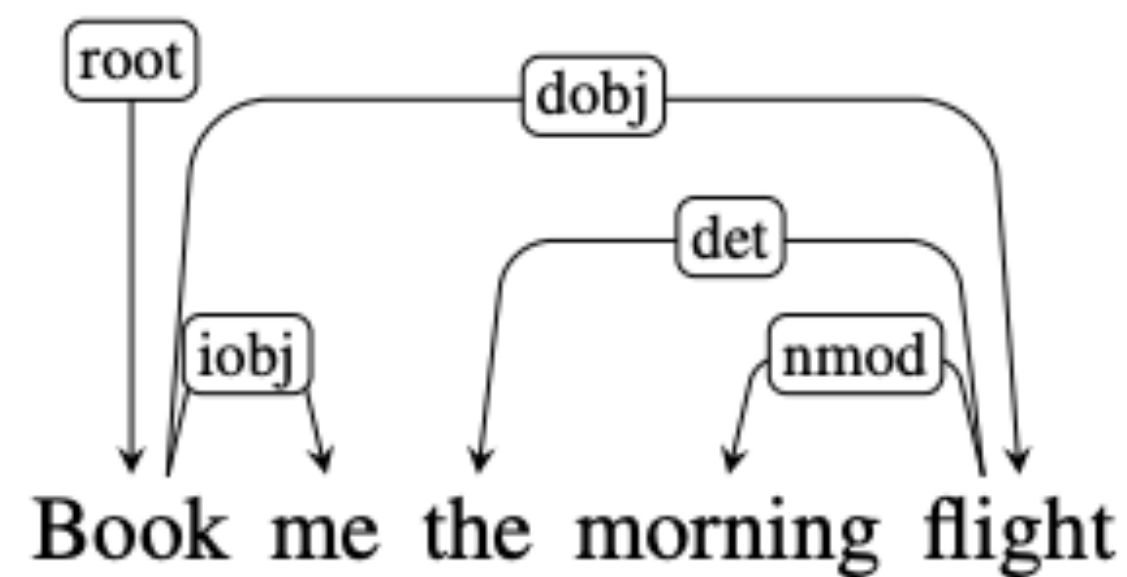 root
dobj
det
iobj
nmod
Book me the morning flight